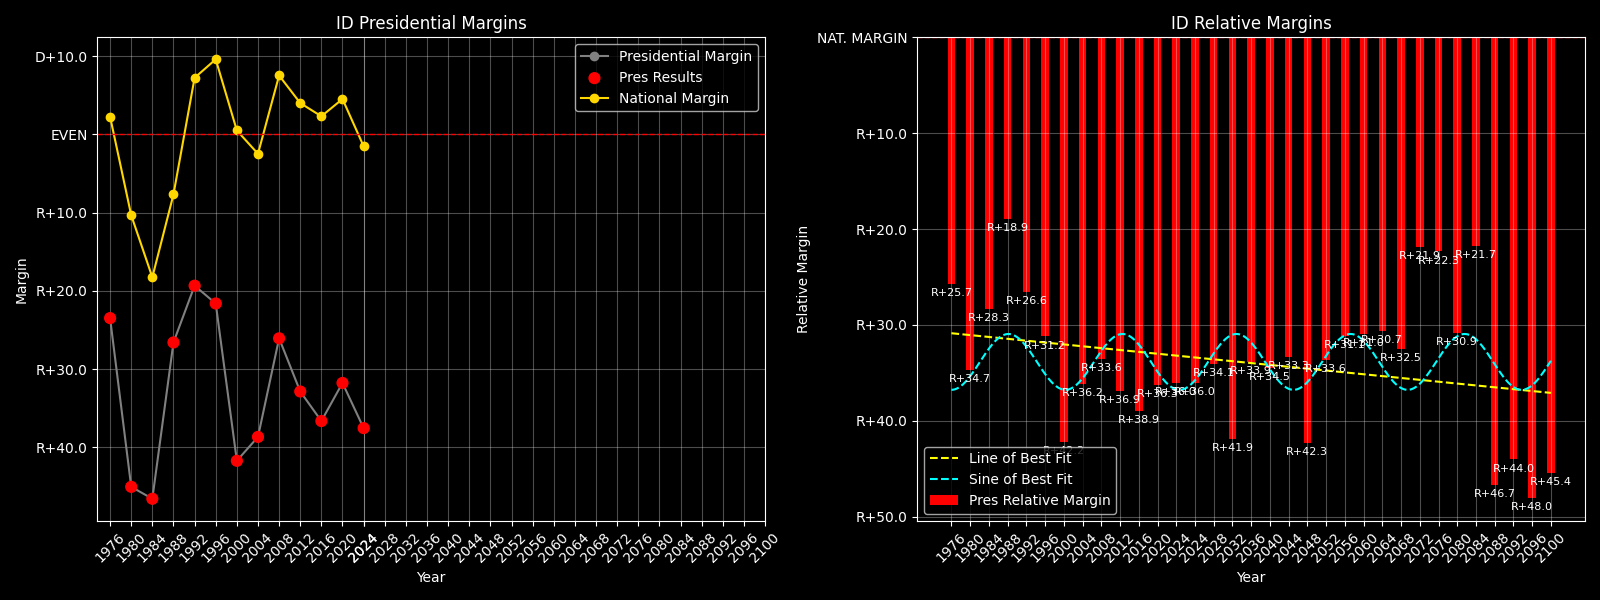 ID Presidential Margins
D+10.0
EVEN
R+10.0
R+20.0
R+30.0
R+40.0
Margin
Presidential Margin
Pres Results
National Margin
1976
1980
1984
1988
1992
1996
2000
2004
2008
2012
2016
2020
2024
2028
2032
2036
2040
2044
2048
2052
2056
2060
2064
2068
2072
2076
2080
2084
2088
2092
2096
2100
Year
ID Relative Margins
NAT. MARGIN
R+10.0
R+20.0
R+30.0
R+40.0
R+50.0
Relative Margin
R+25.7
R+34.7
R+28.3
R+18.9
R+26.6
R+31.2
R+36.2
R+33.6
R+36.9
R+38.9
R+36.0
R+34.1
R+41.9
R+33.9
R+34.5
R+33.3
R+42.3
R+33.6
R+30.7
R+32.5
R+21.9
R+22.3
R+30.9
R+21.7
R+46.7
R+44.0
R+48.0
R+45.4
Line of Best Fit
Sine of Best Fit
Pres Relative Margin
1976
1980
1984
1988
1992
1996
2000
2004
2008
2012
2016
2020
2024
2024
2028
2032
2036
2040
2044
2048
2052
2056
2060
2064
2068
2072
2076
2080
2084
2088
2092
2096
2100
Year